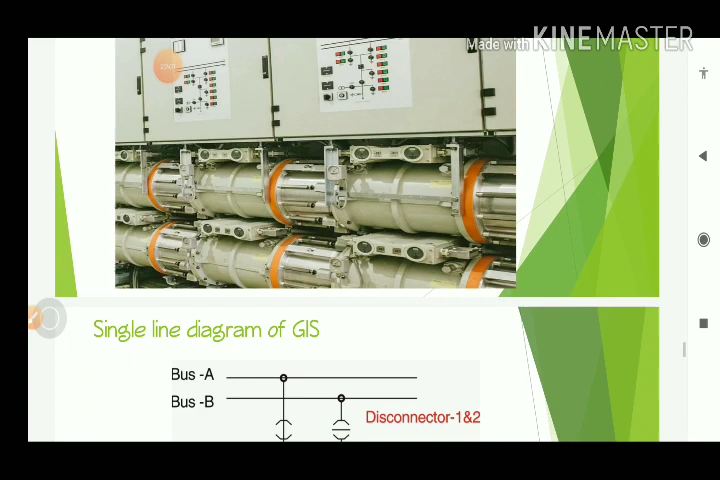 Made with KINEMASTER
Single line diagram of GIS
Bus -A
Bus -B
Disconnector-1&2